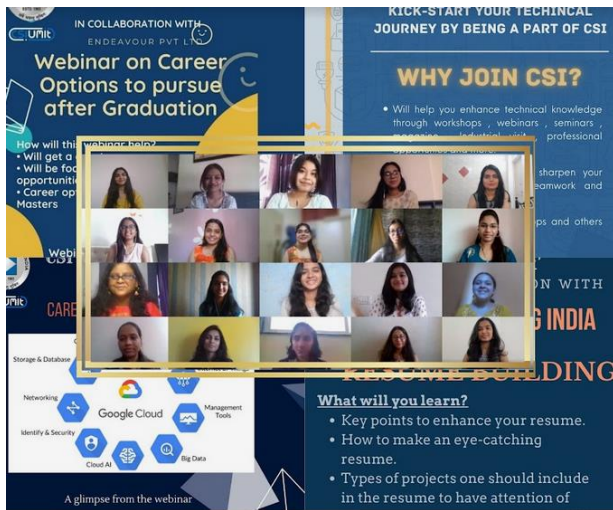 CSI UMIt
IN COLLABORATION WITH
ENDEAVOUR PVT LTD
Webinar on Career
Options to pursue
after Graduation
How will this webinar help?
• Will get a
• Will be
opportuniti
• Career
Masters
Webi
KICK-START YOUR TECHINCAL
JOURNEY BY BEING A PART OF CSI
WHY JOIN CSI?
• Will help you enhance technical knowledge
through workshops , webinars , seminars ,
professional
sharpen your
and
and others
UMIt
CARE
Storage & Database
Networking
Identify & Security
Cloud AI
Big Data
Management
Tools
Google Cloud
A glimpse from the webinar
ON WITH
G INDIA
RESUME BUILDING
What will you learn?
• Key points to enhance your resume.
• How to make an eye-catching
resume.
• Types of projects one should include
in the resume to have attention of